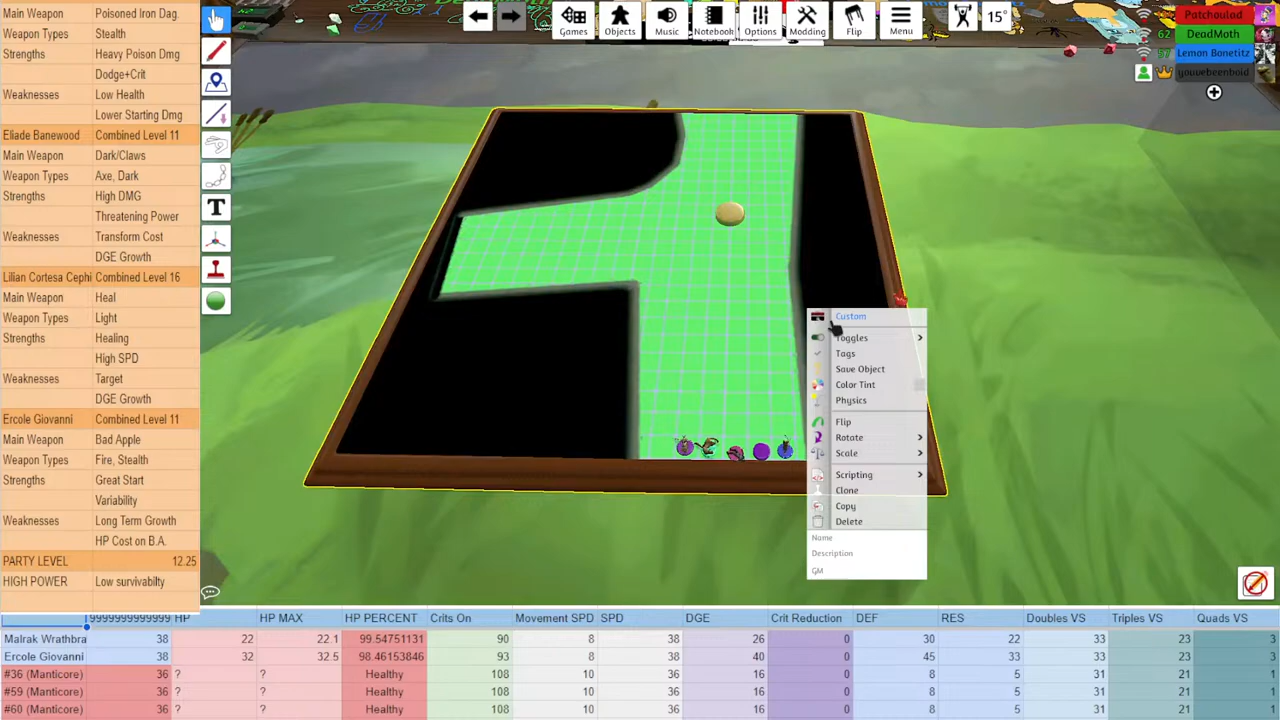 Main Weapon Poisoned Iron Dag.
Weapon Types Stealth
Strengths Heavy Poison Dmg
Dodge+Crit
Weaknesses Low Health
Lower Starting Dmg
Eliade Banewood Combined Level 11
Main Weapon Dark/Claws
Weapon Types Axe, Dark
Strengths High DMG
Threatening Power
Weaknesses Transform Cost
DGE Growth
Lilian Cortesa Cephi Combined Level 16
Main Weapon Heal
Weapon Types Light
Strengths Healing
High SPD
Weaknesses Target
DGE Growth
Ercole Giovanni Combined Level 11
Main Weapon Bad Apple
Weapon Types Fire, Stealth
Strengths Great Start
Variability
Weaknesses Long Term Growth
HP Cost on B.A.
PARTY LEVEL 12.25
HIGH POWER Low survivabilty
T
Games Objects Music Notebook Options Modding Flip Menu 15°
Patchoulad
62 DeadMoth
97 Lemon Bonetitz
youwebeenboid
Custom
Toggles
Tags
Save Object
Color Tint
Physics
Flip
Rotate
Scale
Scripting
Clone
Copy
Delete
Name
Description
GM
HP HP MAX HP PERCENT Crits On Movement SPD SPD DGE Crit Reduction DEF RES Doubles VS Triples VS Quads VS
Malrak Wrathbra 38 22 22.1 99.54751131 90 8 38 26 0 30 22 33 23 3
Ercole Giovanni 38 32 32.5 98.46153846 93 8 38 40 0 45 33 33 23 3
#36 (Manticore) 36 ? ? Healthy 108 10 36 16 0 8 5 31 21 1
#59 (Manticore) 36 ? ? Healthy 108 10 36 16 0 8 5 31 21 1
#60 (Manticore) 36 ? ? Healthy 108 10 36 16 0 8 5 31 21 1